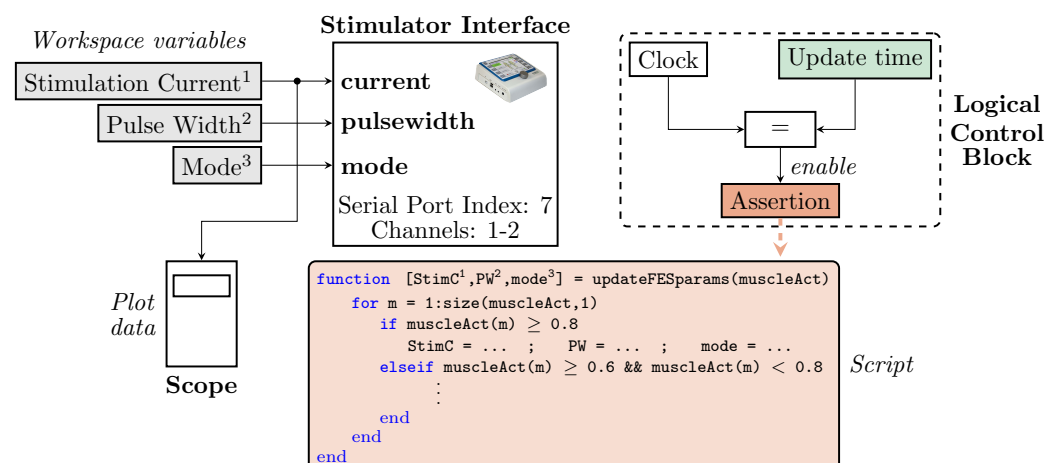 Workspace variables
Stimulation Current¹
Pulse Width²
Mode³
Stimulator Interface
current
pulsewidth
mode
Serial Port Index: 7
Channels: 1-2
Clock
Update time
=
enable
Assertion
Logical
Control
Block
Plot
data
Scope
function [StimC¹,PW²,mode³] = updateFESparams(muscleAct)
for m = 1:size(muscleAct,1)
if muscleAct(m) ≥ 0.8
StimC = ... ; PW = ... ; mode = ...
elseif muscleAct(m) ≥ 0.6 && muscleAct(m) < 0.8
⋮
end
end
end
Script